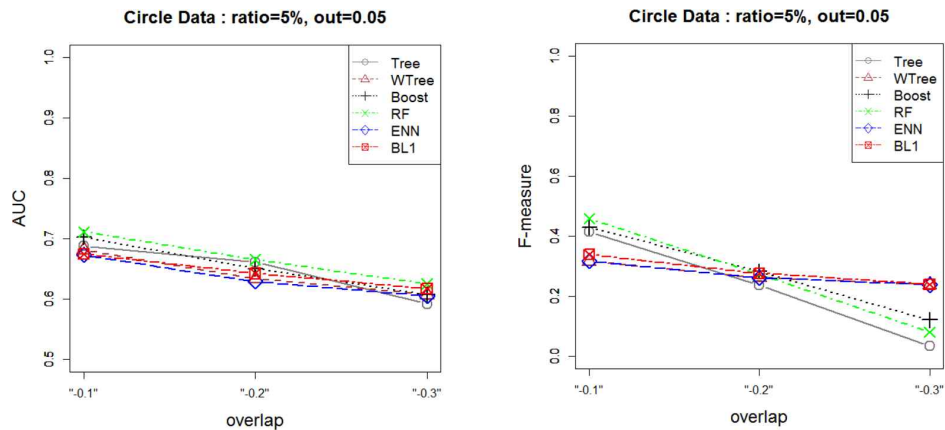 Circle Data : ratio=5%, out=0.05
AUC
1.0
0.9
0.8
0.7
0.6
0.5
Tree
WTree
Boost
RF
ENN
BL1
"-0.1"
"-0.2"
"-0.3"
overlap
Circle Data : ratio=5%, out=0.05
F-measure
1.0
0.8
0.6
0.4
0.2
0.0
Tree
WTree
Boost
RF
ENN
BL1
"-0.1"
"-0.2"
"-0.3"
overlap